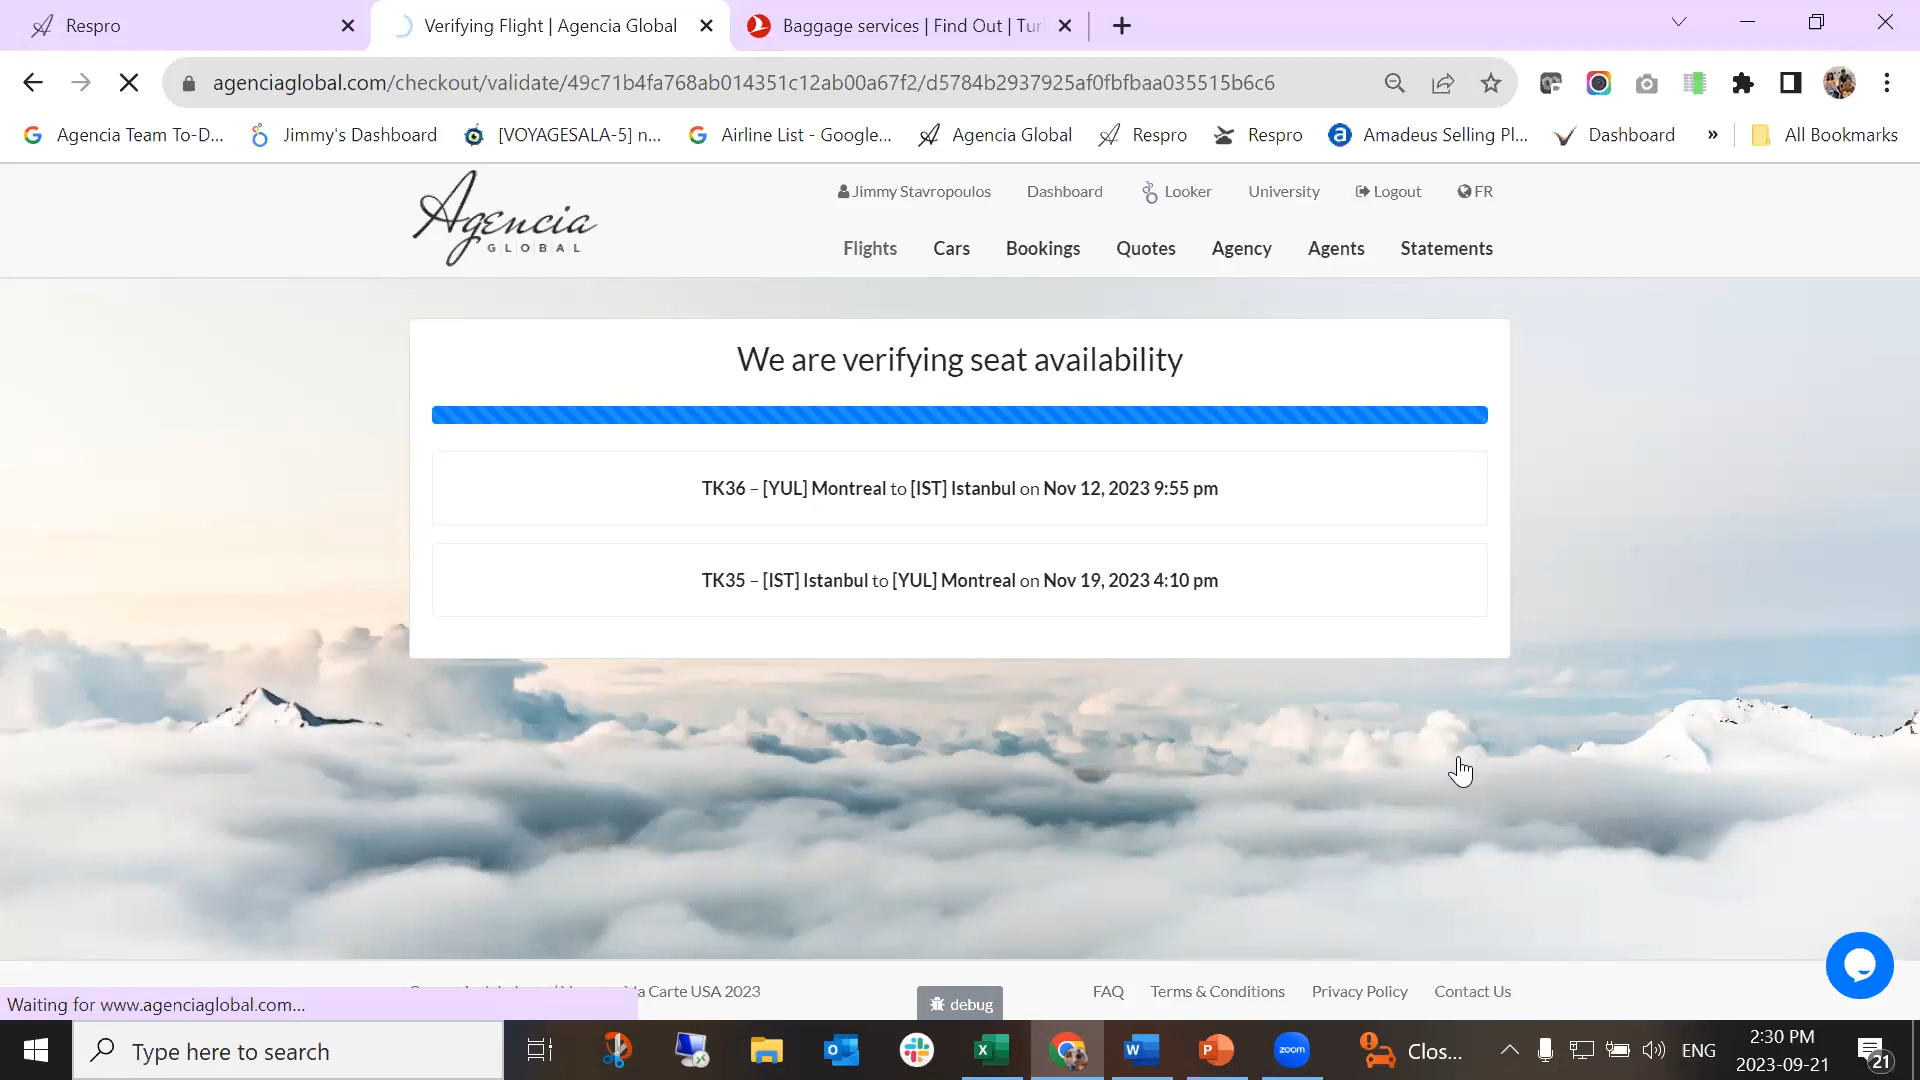 Respro
Verifying Flight | Agencia Global
Baggage services | Find Out | Tur
agenciaglobal.com/checkout/validate/49c71b4fa768ab014351c12ab00a67f2/d5784b2937925af0fbfbaa035515b6c6
Agencia Team To-D... Jimmy's Dashboard [VOYAGESALA-5] n... Airline List - Google... Agencia Global Respro Respro Amadeus Selling Pl... Dashboard » All Bookmarks
Agencia
GLOBAL
Jimmy Stavropoulos Dashboard Looker University Logout FR
Flights Cars Bookings Quotes Agency Agents Statements
We are verifying seat availability
TK36 – [YUL] Montreal to [IST] Istanbul on Nov 12, 2023 9:55 pm
TK35 – [IST] Istanbul to [YUL] Montreal on Nov 19, 2023 4:10 pm
Waiting for www.agenciaglobal.com...
la Carte USA 2023
debug
FAQ Terms & Conditions Privacy Policy Contact Us
Type here to search
zoom
Clos...
ENG
2:30 PM
2023-09-21
21